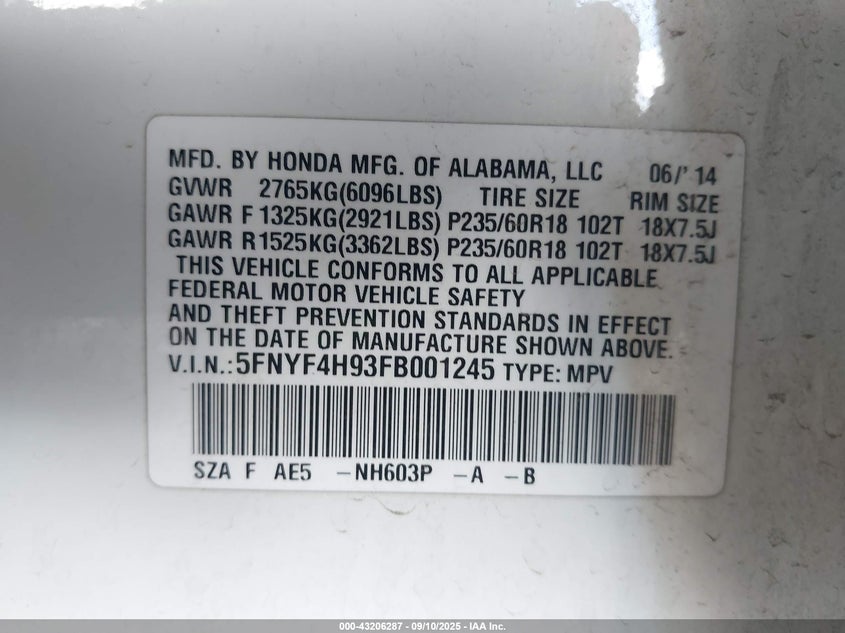 MFD. BY HONDA MFG. OF ALABAMA, LLC 06/'14
GVWR 2765KG(6096LBS) TIRE SIZE RIM SIZE
GAWR F 1325KG(2921LBS) P235/60R18 102T 18X7.5J
GAWR R1525KG(3362LBS) P235/60R18 102T 18X7.5J
THIS VEHICLE CONFORMS TO ALL APPLICABLE
FEDERAL MOTOR VEHICLE SAFETY
AND THEFT PREVENTION STANDARDS IN EFFECT
ON THE DATE OF MANUFACTURE SHOWN ABOVE.
V.I.N.:5FNYF4H93FB001245 TYPE: MPV
SZA F AE5 -NH603P -A -B
000-43206287 - 09/10/2025 - IAA Inc.